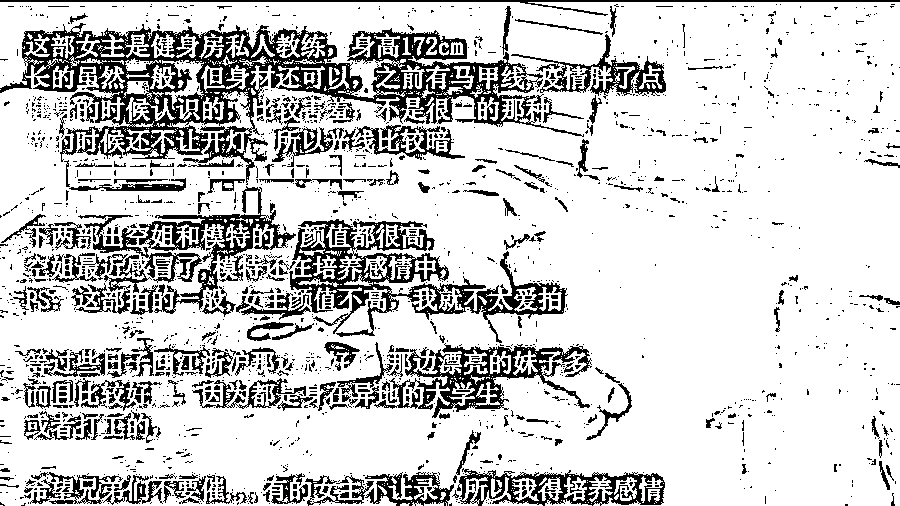 这部女主是健身房私人教练，身高172cm
长的虽然一般，但身材还可以，之前有马甲线 疫情胖了点
健身的时候认识的，比较害羞，不是很 的那种
的时候还不让开灯，所以光线比较暗
下两部出空姐和模特的，颜值都很高，
空姐最近感冒了，模特还在培养感情中，
PS：这部拍的一般，女主颜值不高，我就不太爱拍
等过些日子回江浙沪那边就好了，那边漂亮的妹子多
而且比较好 ，因为都是身在异地的大学生
或者打工的，
希望兄弟们不要催... 有的女主不让录，所以我得培养感情